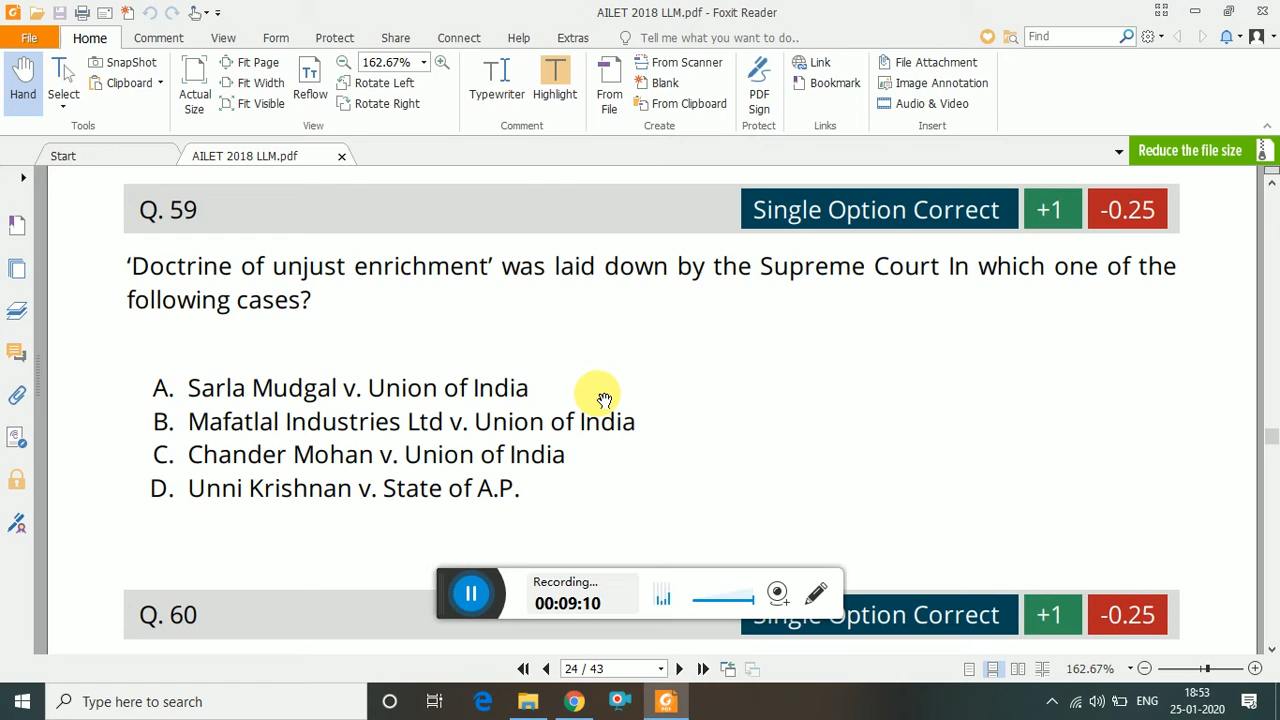 AILET 2018 LLM.pdf - Foxit Reader
File Home Comment View Form Protect Share Connect Help Extras Tell me what you want to do.. Find
Hand
Select
SnapShot
Clipboard
Tools
Actual Size
Fit Page
Fit Width
Fit Visible
Reflow
162.67%
Rotate Left
Rotate Right
View
Typewriter
Highlight
Comment
From File
From Scanner
Blank
From Clipboard
Create
PDF Sign
Protect
Link
Bookmark
Links
File Attachment
Image Annotation
Audio & Video
Insert
Start AILET 2018 LLM.pdf Reduce the file size
Q. 59 Single Option Correct +1 -0.25
‘Doctrine of unjust enrichment’ was laid down by the Supreme Court In which one of the
following cases?
A. Sarla Mudgal v. Union of India
B. Mafatlal Industries Ltd v. Union of India
C. Chander Mohan v. Union of India
D. Unni Krishnan v. State of A.P.
Recording...
00:09:10
Q. 60 Single Option Correct +1 -0.25
24 / 43 162.67%
Type here to search ENG 18:53
25-01-2020